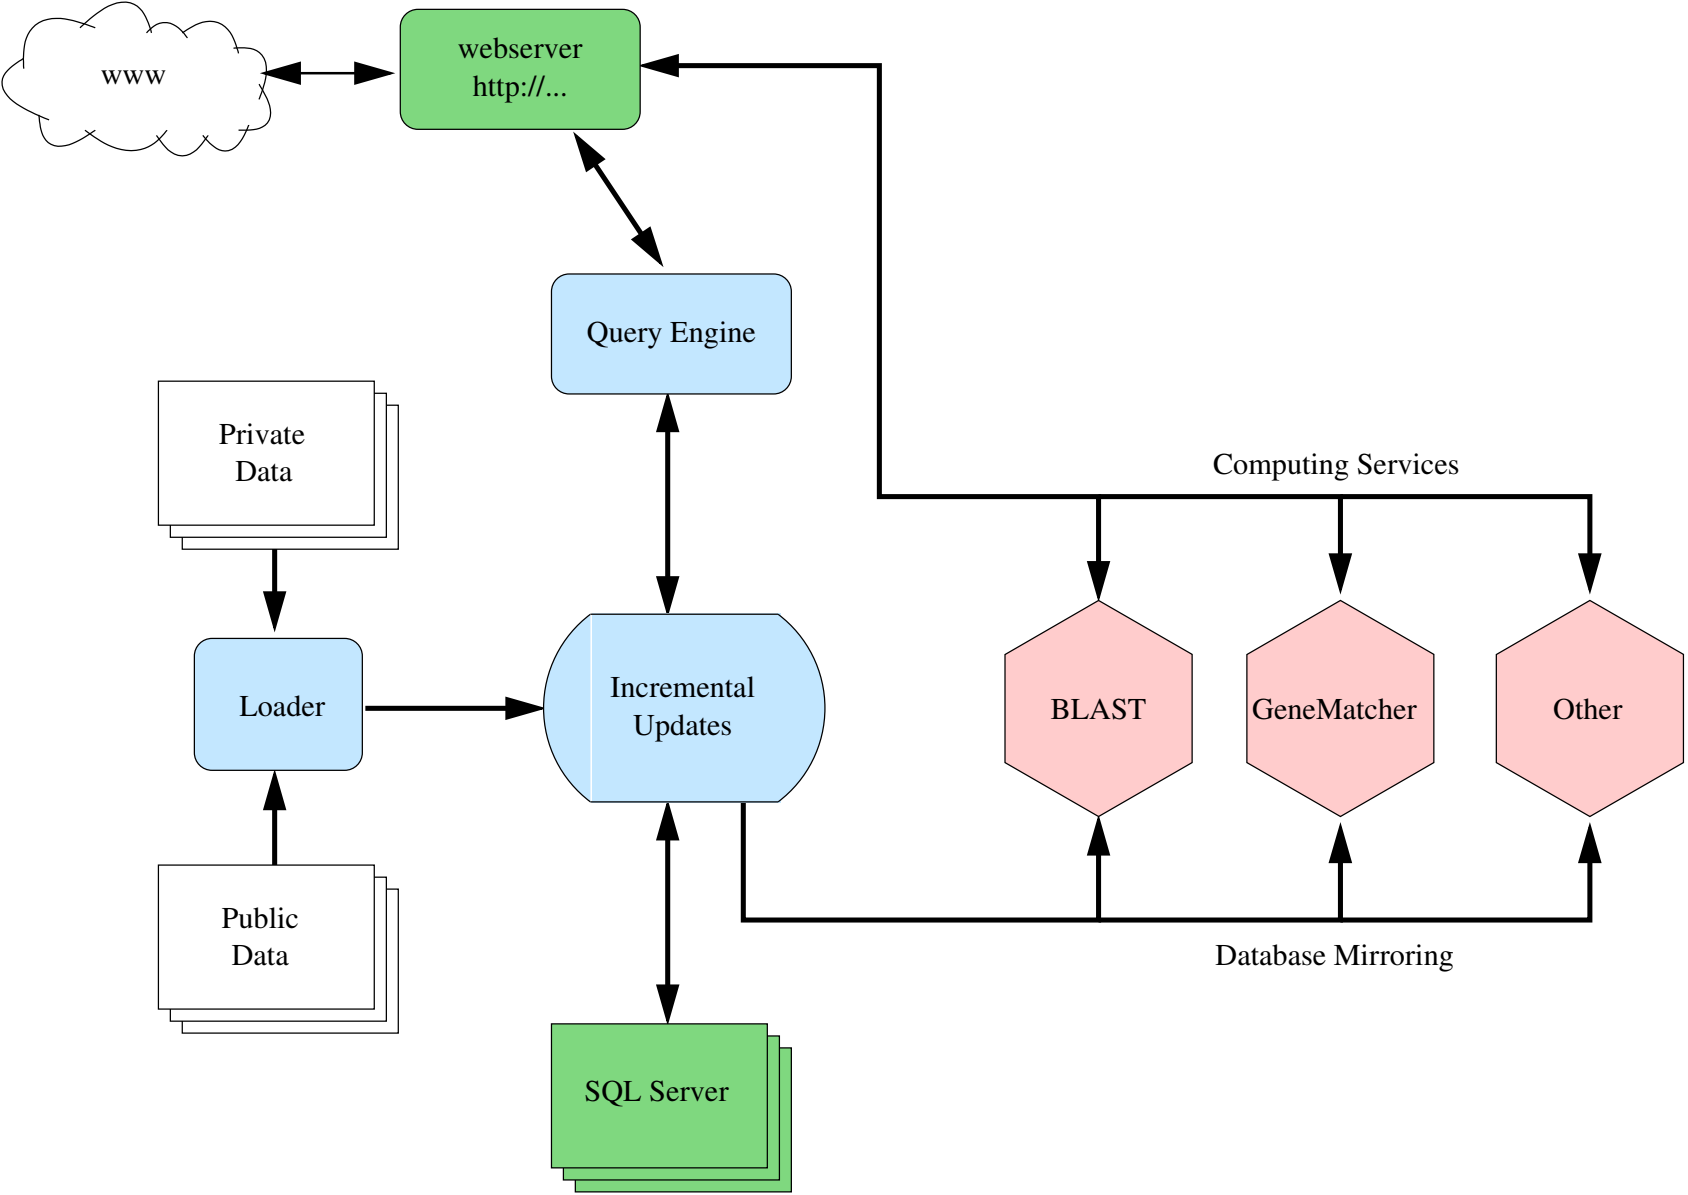 www
webserver
http://...
Query Engine
Private
Data
Computing Services
Loader
Incremental
Updates
BLAST
GeneMatcher
Other
Public
Data
Database Mirroring
SQL Server